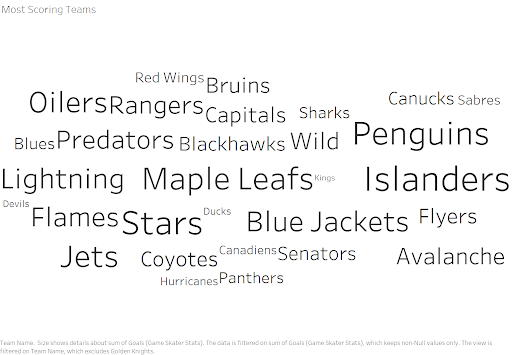 Most Scoring Teams
Red Wings Bruins
Canucks Sabres
Oilers Rangers Capitals Sharks
Blues Predators Blackhawks Wild Penguins
Lightning Maple Leafs Kings Islanders
Devils Flames Stars Ducks Blue Jackets Flyers
Jets Coyotes Canadiens Senators Avalanche
Hurricanes Panthers
Team Name. Size shows details about sum of Goals (Game Skater Stats). The data is filtered on sum of Goals (Game Skater Stats), which keeps non-Null values only. The view is
filtered on Team Name, which excludes Golden Knights.